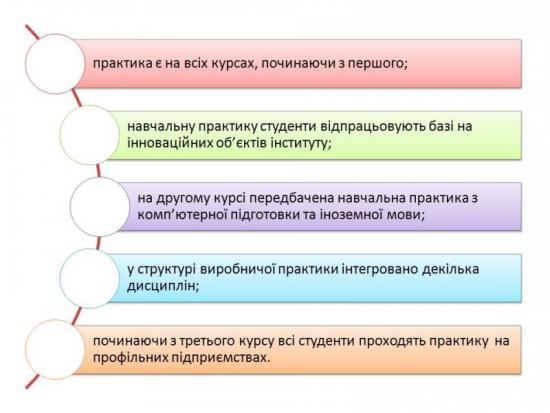 практика є на всіх курсах, починаючи з першого;
навчальну практику студенти відпрацьовують базі на
інноваційних об’єктів інституту;
на другому курсі передбачена навчальна практика з
комп’ютерної підготовки та іноземної мови;
у структурі виробничої практики інтегровано декілька
дисциплін;
починаючи з третього курсу всі студенти проходять практику на
профільних підприємствах.